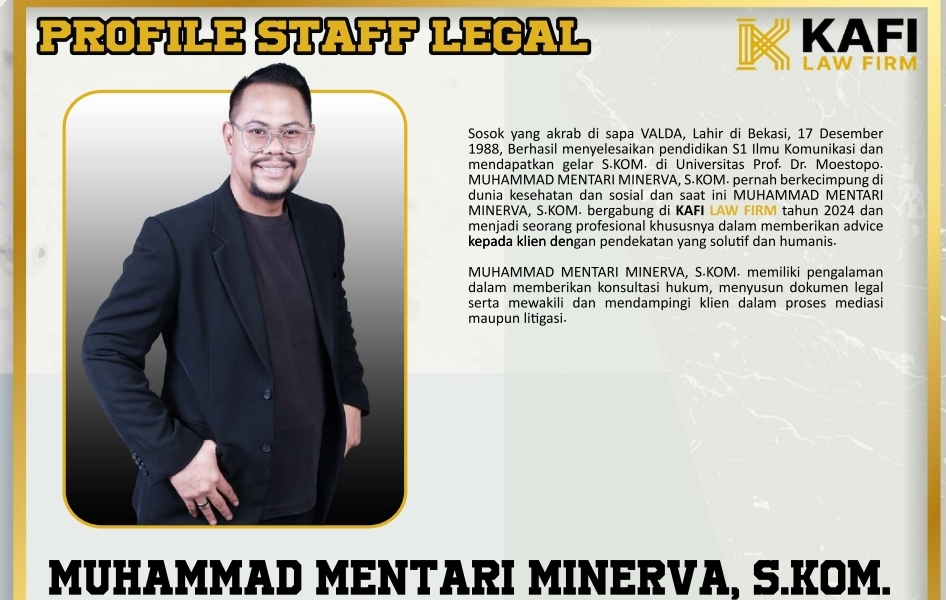 PROFILE STAFF LEGAL
KAFI
LAW FIRM
Sosok yang akrab di sapa VALDA, Lahir di Bekasi, 17 Desember
1988, Berhasil menyelesaikan pendidikan S1 Ilmu Komunikasi dan
mendapatkan gelar S.KOM. di Universitas Prof. Dr. Moestopo.
MUHAMMAD MENTARI MINERVA, S.KOM. pernah berkecimpung di
dunia kesehatan dan sosial dan saat ini MUHAMMAD MENTARI
MINERVA, S.KOM. bergabung di KAFI LAW FIRM tahun 2024 dan
menjadi seorang profesional khususnya dalam memberikan advice
kepada klien dengan pendekatan yang solutif dan humanis.
MUHAMMAD MENTARI MINERVA, S.KOM. memiliki pengalaman
dalam memberikan konsultasi hukum, menyusun dokumen legal
serta mewakili dan mendampingi klien dalam proses mediasi
maupun litigasi.
MUHAMMAD MENTARI MINERVA, S.KOM.